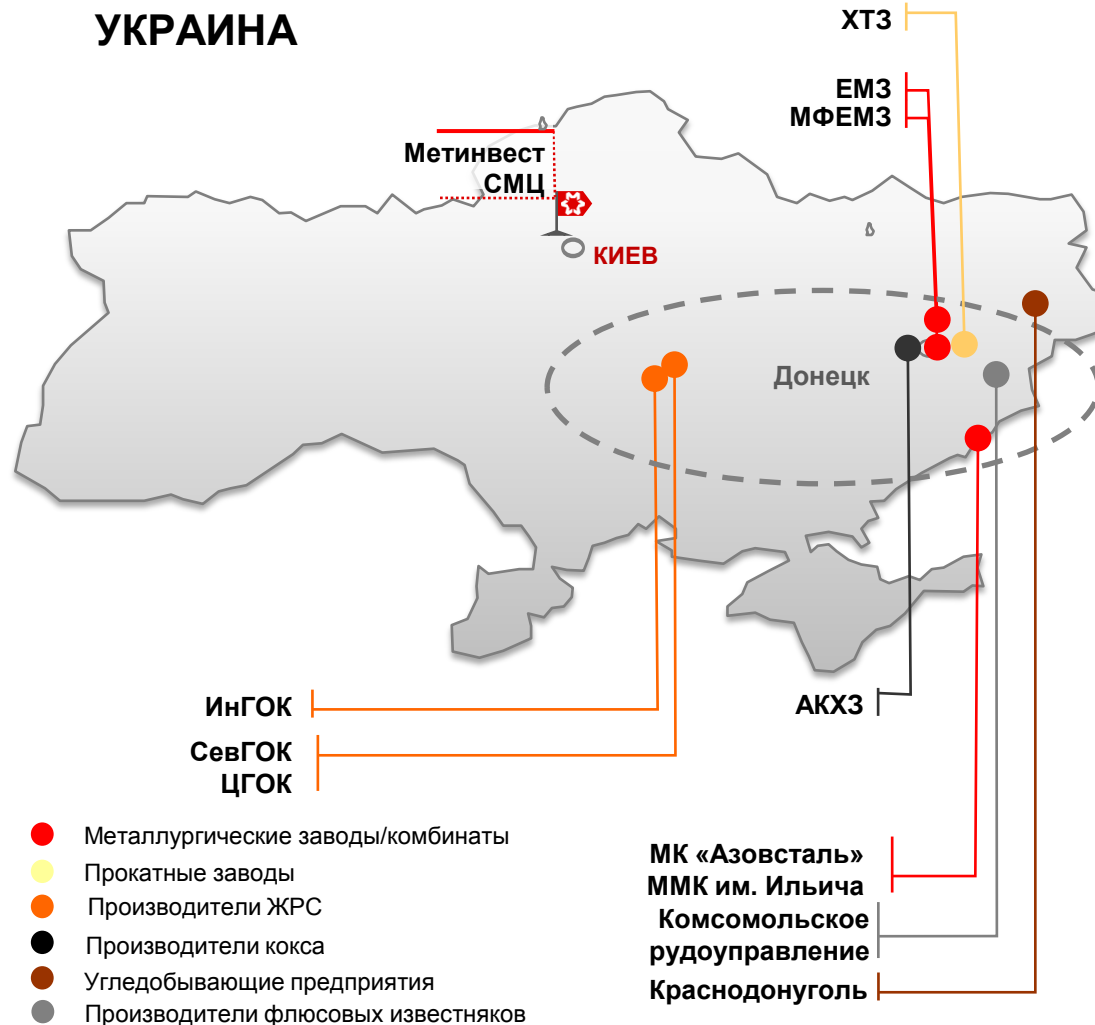 УКРАИНА
ХТЗ
ЕМЗ
МФЕМЗ
Метинвест
СМЦ
КИЕВ
Донецк
ИнГОК
СевГОК
ЦГОК
АКХЗ
МК «Азовсталь»
ММК им. Ильича
Комсомольское
рудоуправление
Краснодонуголь
Металлургические заводы/комбинаты
Прокатные заводы
Производители ЖРС
Производители кокса
Угледобывающие предприятия
Производители флюсовых известняков